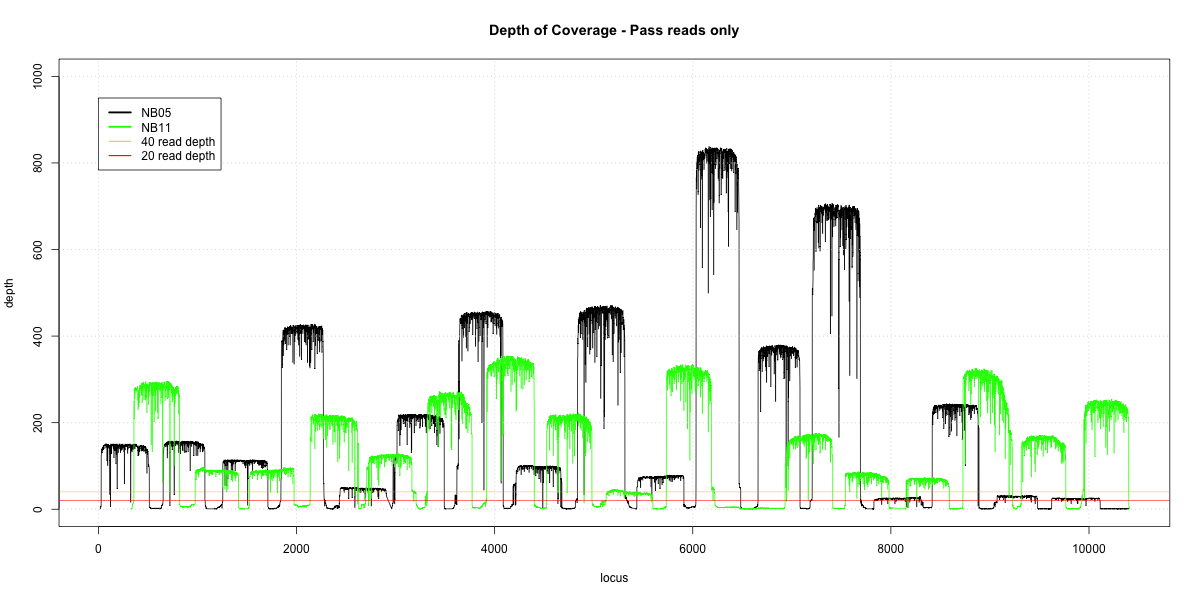 Depth of Coverage - Pass reads only
1000
800
600
400
200
0
depth
NB05
NB11
40 read depth
20 read depth
0
2000
4000
6000
8000
10000
locus